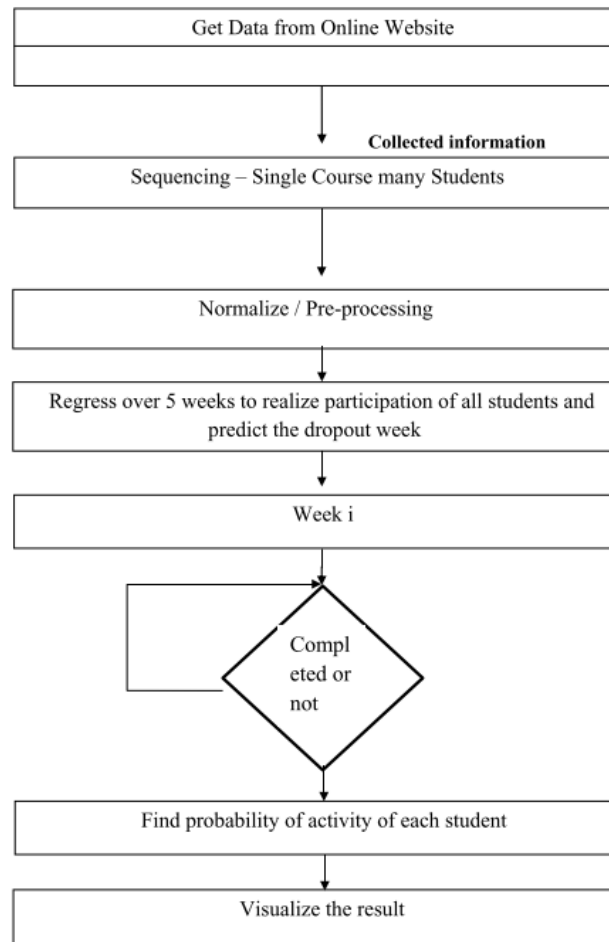 Get Data from Online Website
Collected information
Sequencing – Single Course many Students
Normalize / Pre-processing
Regress over 5 weeks to realize participation of all students and
predict the dropout week
Week i
Compl
eted or
not
Find probability of activity of each student
Visualize the result